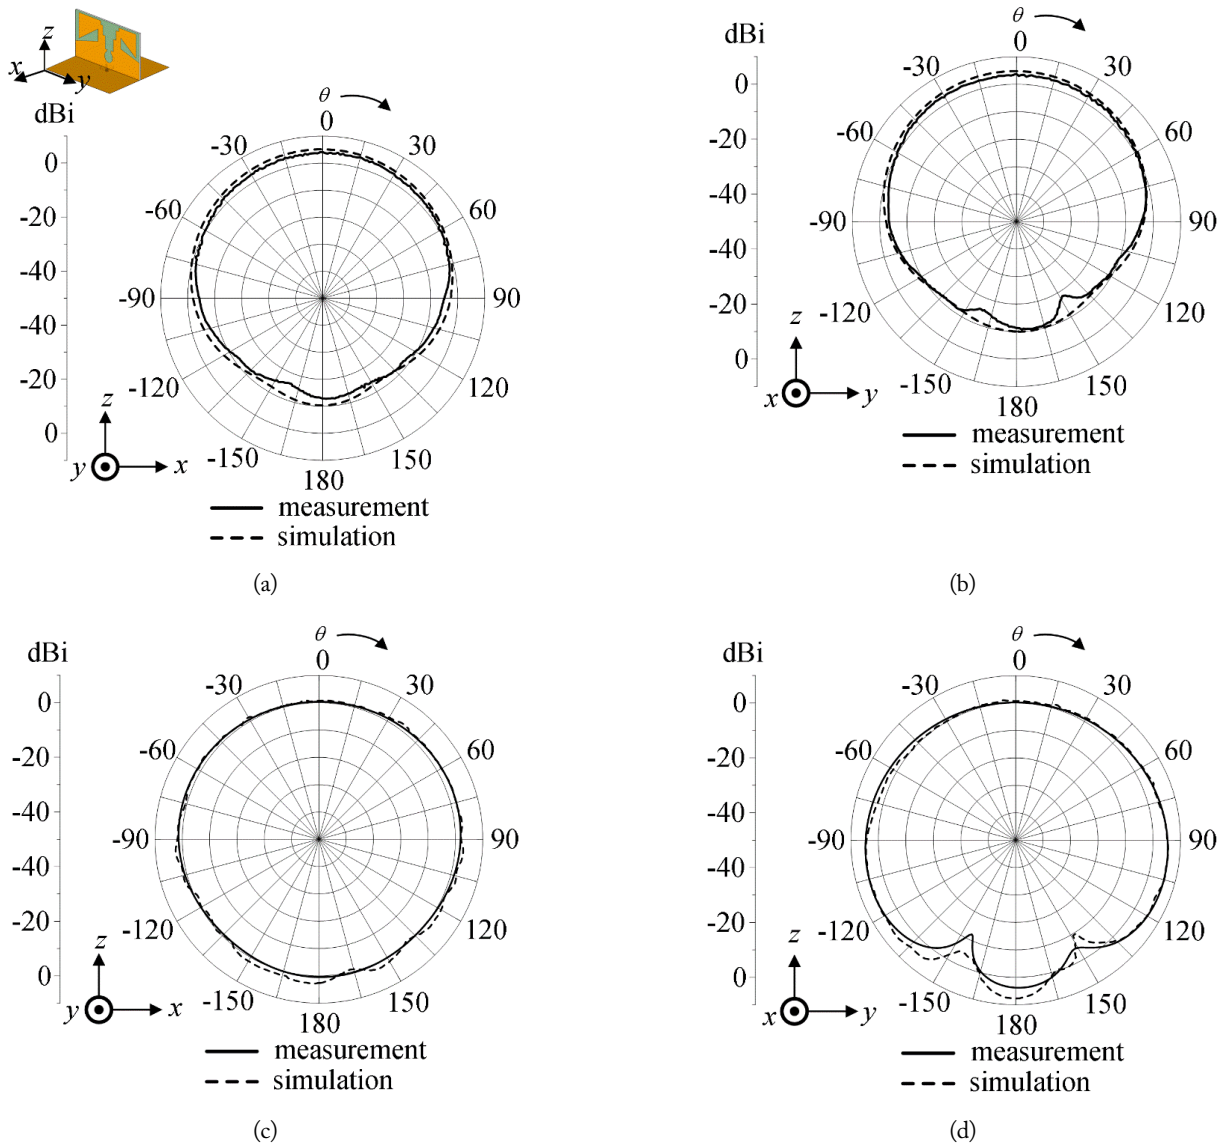 z
x
y
dBi
θ
0
-30
30
-60
60
-90
90
-120
120
-150
150
180
0
-20
-40
-40
-20
0
z
y
x
measurement
simulation
(a)
dBi
θ
0
-30
30
-60
60
-90
90
-120
120
-150
150
180
0
-20
-40
-40
-20
0
z
x
y
measurement
simulation
(b)
dBi
θ
0
-30
30
-60
60
-90
90
-120
120
-150
150
180
0
-20
-40
-40
-20
0
z
y
x
measurement
simulation
(c)
dBi
θ
0
-30
30
-60
60
-90
90
-120
120
-150
150
180
0
-20
-40
-40
-20
0
z
x
y
measurement
simulation
(d)